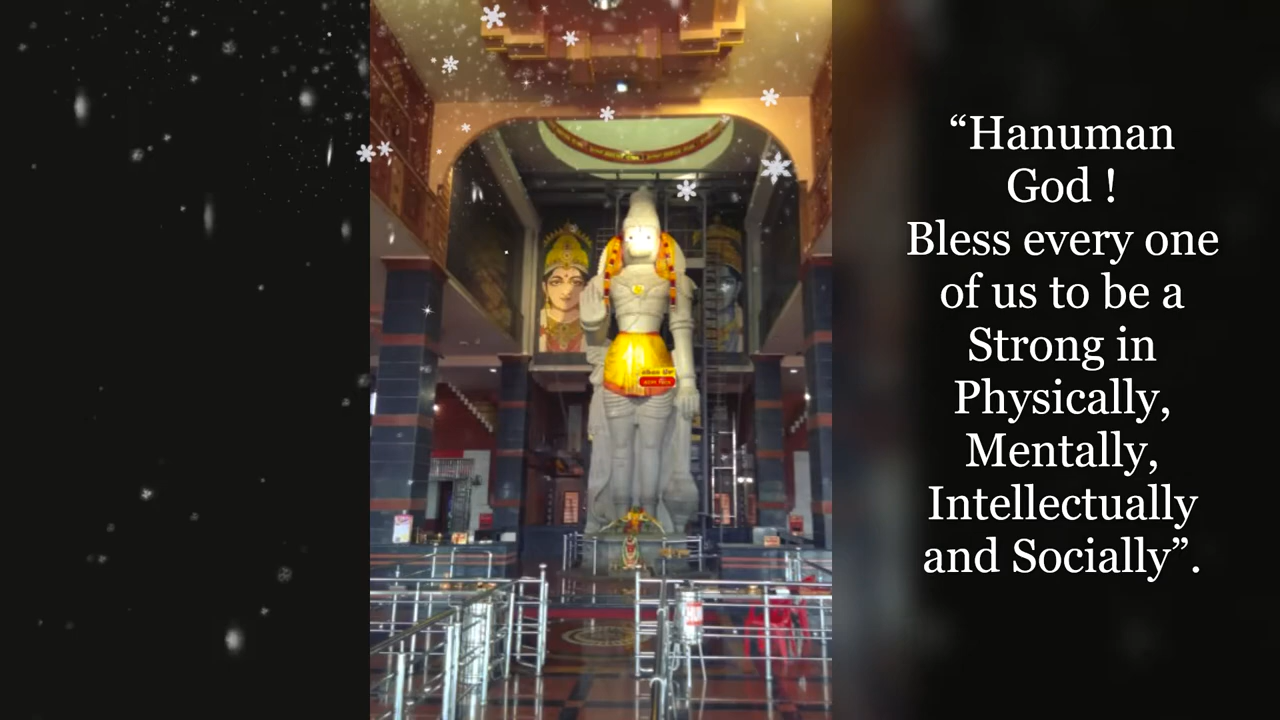 “Hanuman
God !
Bless every one
of us to be a
Strong in
Physically,
Mentally,
Intellectually
and Socially”.